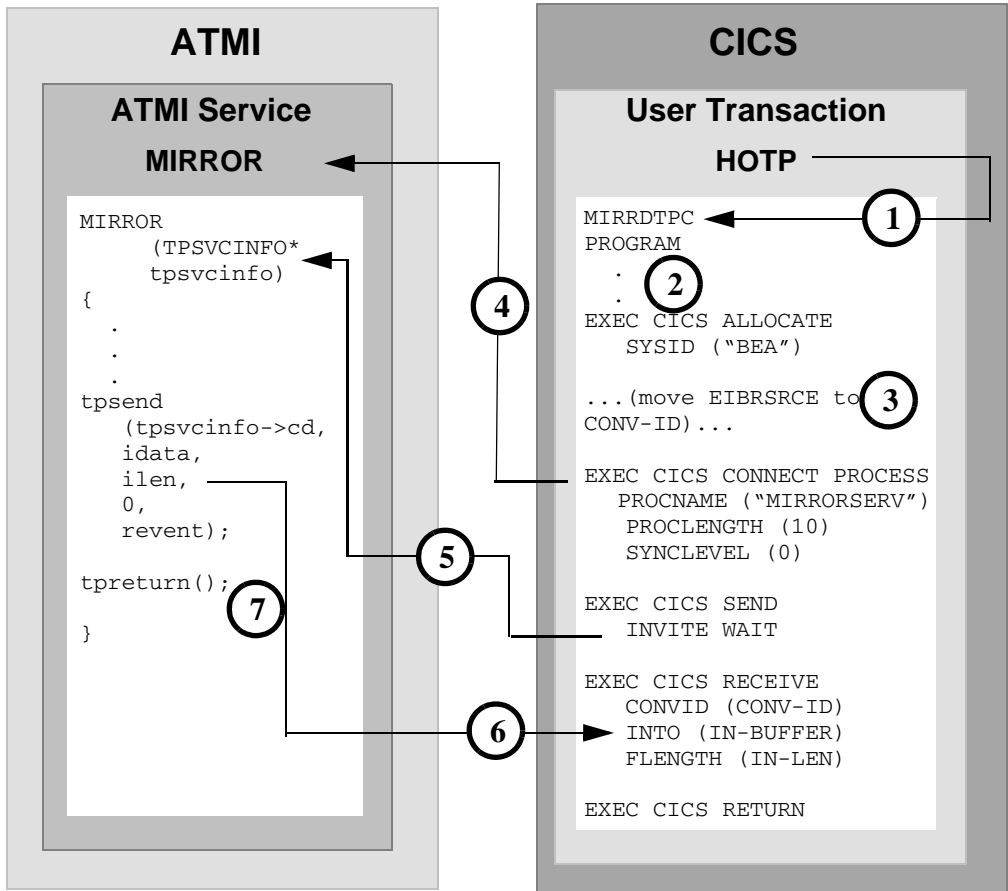 ATMI
ATMI Service
MIRROR
MIRROR
(TPSVCINFO*
tpsvcinfo)
{
.
.
.
tpsend
(tpsvcinfo->cd,
idata,
ilen,
0,
revent);
tpreturn();
7
}
4
5
6
CICS
User Transaction
HOTP
MIRRDTPC
1
PROGRAM
.
2
.
EXEC CICS ALLOCATE
SYSID (“BEA”)
...(move EIBRSRCE to
3
CONV-ID)...
EXEC CICS CONNECT PROCESS
PROCNAME (“MIRRORSERV”)
PROCLENGTH (10)
SYNCLEVEL (0)
EXEC CICS SEND
INVITE WAIT
EXEC CICS RECEIVE
CONVID (CONV-ID)
INTO (IN-BUFFER)
FLENGTH (IN-LEN)
EXEC CICS RETURN